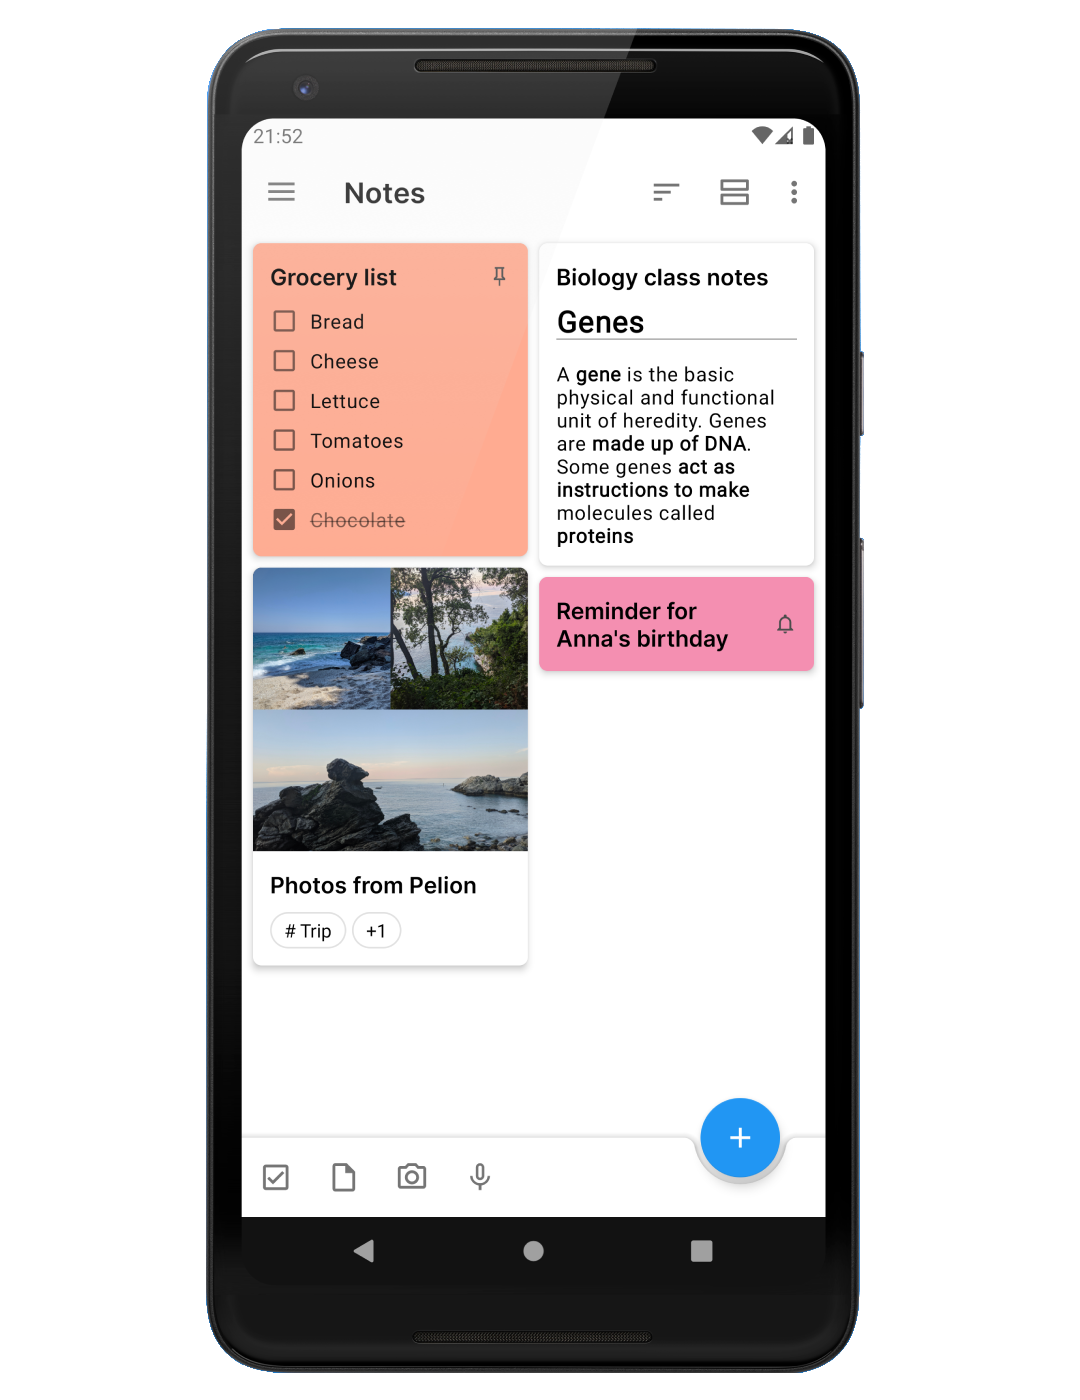 21:52
Notes
Grocery list
Bread
Cheese
Lettuce
Tomatoes
Onions
Chocolate
Biology class notes
Genes
A gene is the basic
physical and functional
unit of heredity. Genes
are made up of DNA.
Some genes act as
instructions to make
molecules called
proteins
Reminder for
Anna's birthday
Photos from Pelion
# Trip
+1